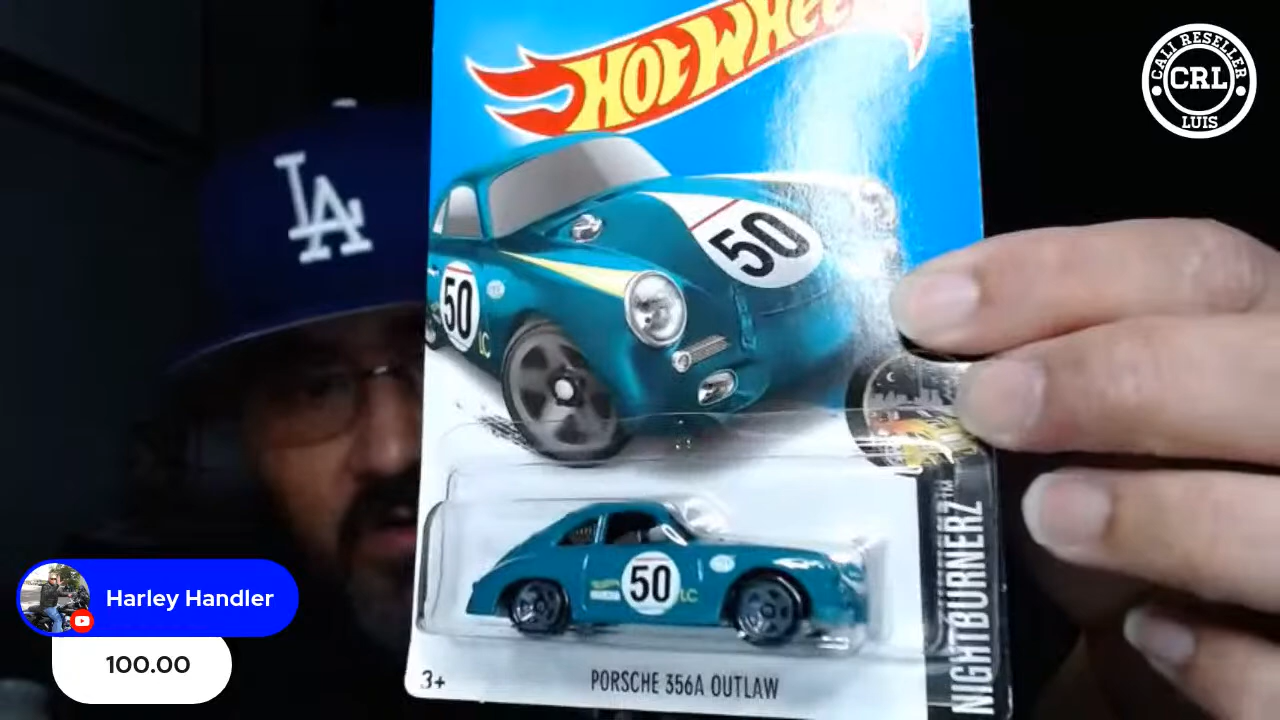 HOT WHEELS
CALI RESELLER
CRL
LUIS
LA
50
50
LC
50
LC
NIGHTBURNERZ™
Harley Handler
100.00
3+
PORSCHE 356A OUTLAW